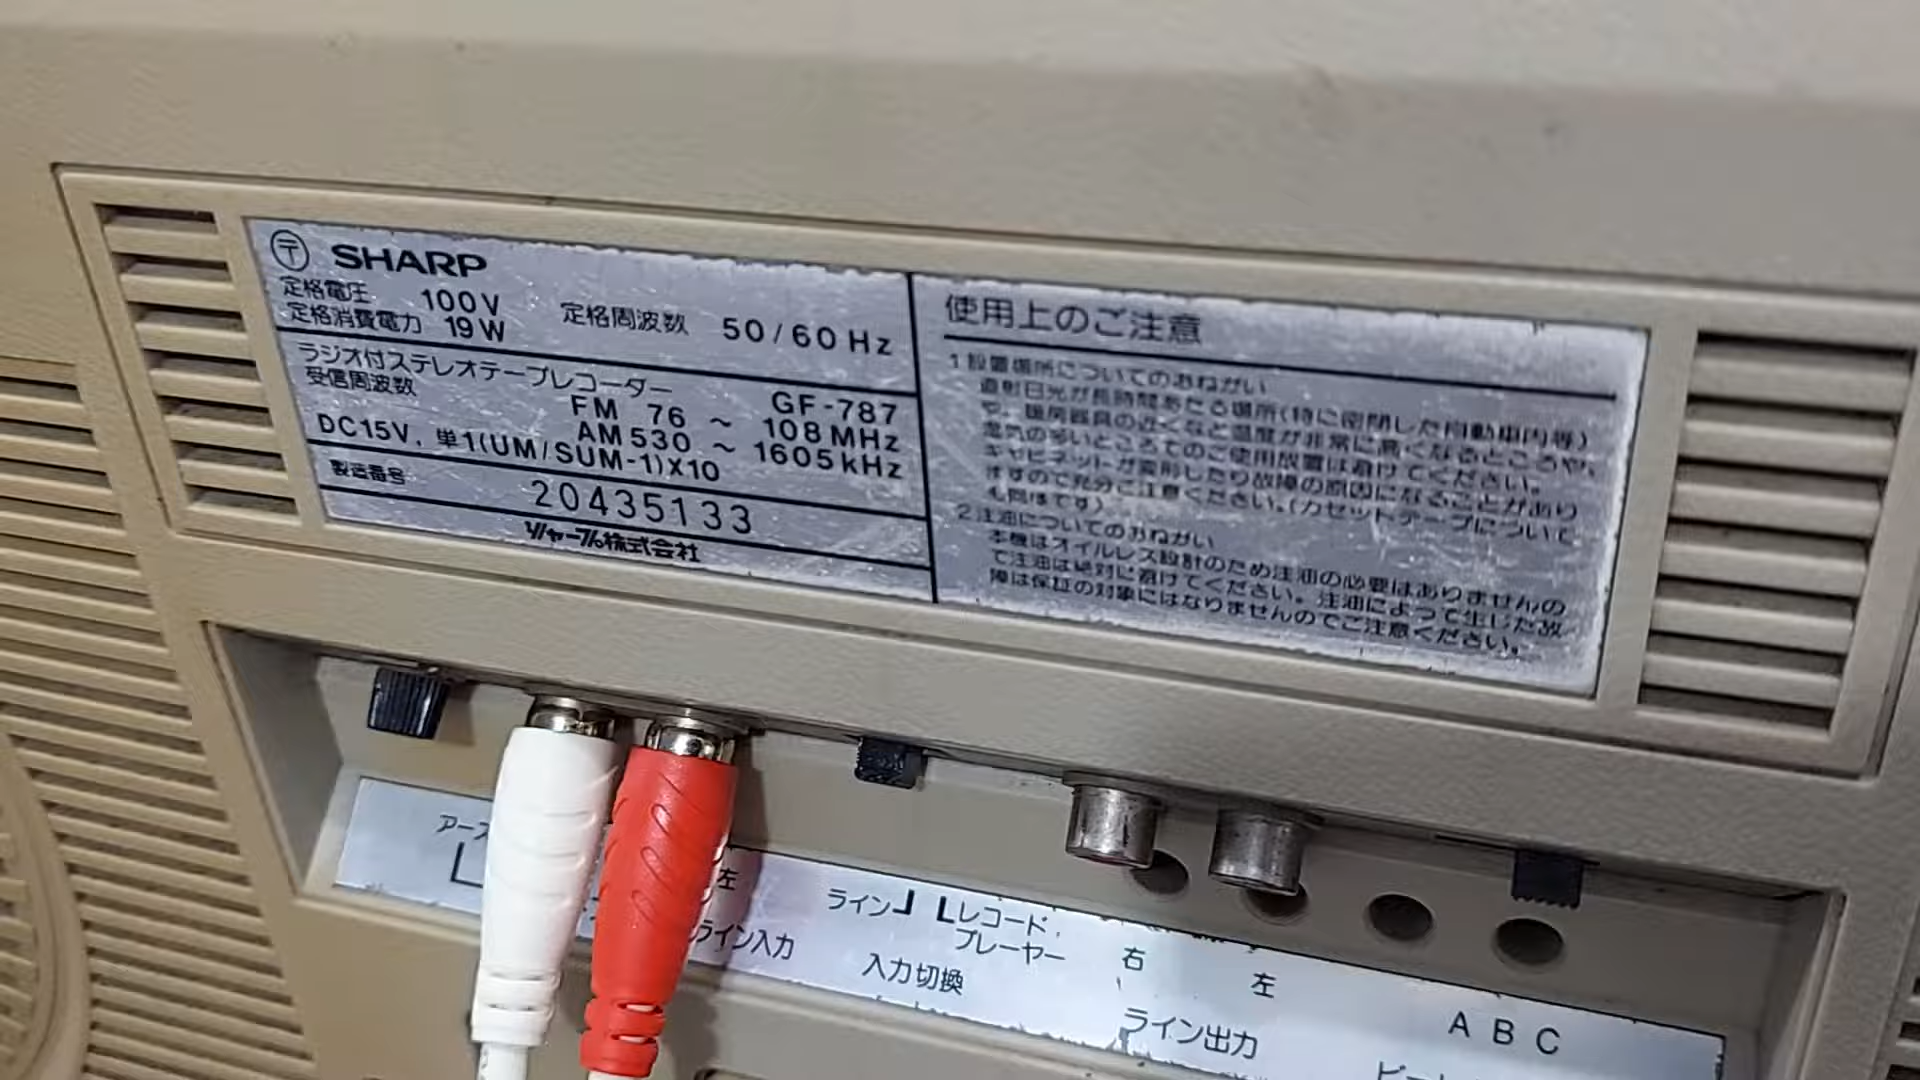 〒 SHARP
定格電圧 100V
定格消費電力 19W
定格周波数 50/60Hz
ラジオ付ステレオテープレコーダー GF-787
受信周波数 FM 76 ～ 108MHz
AM 530 ～ 1605kHz
DC15V, 単1(UM/SUM-1)X10
製造番号 20435133
シャープ株式会社
使用上のご注意
1設置場所についてのおねがい
直射日光が長時間あたる場所(特に密閉した自動車内等)
や、暖房器具の近くなど温度が非常に高くなるところや、
湿気の多いところでのご使用放置は避けてください。
キャビネットが変形したり故障の原因になることがあり
ますので充分ご注意ください。(カセットテープについて
も同様です)
2注油についてのおねがい
本機はオイルレス設計のため注油の必要はありませんの
で注油は絶対に避けてください。注油によって生じた故
障は保証の対象にはなりませんのでご注意ください。
アース
左
ライン入力
ライン
レコード
プレーヤー
入力切換
右
左
ライン出力
A B C